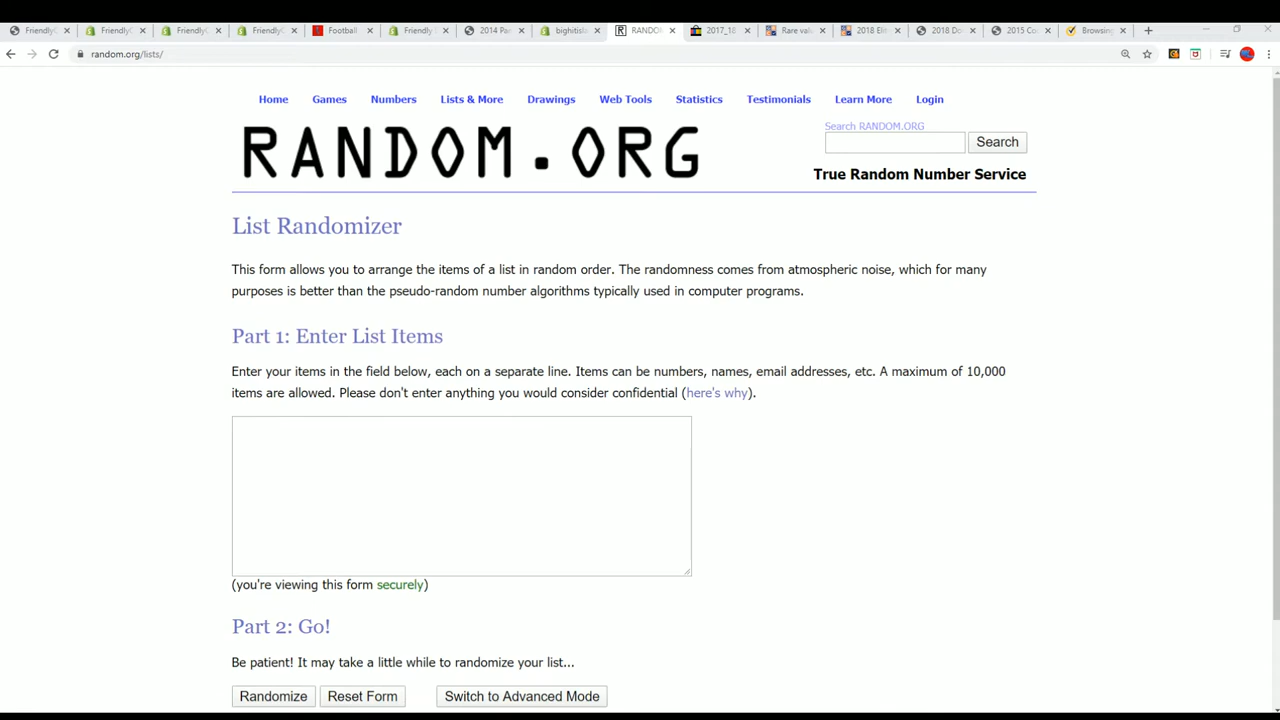 Friendly
Friendly
Friendly
Friendly
Football
Friendly
2014 Pa
bighitisla
RANDO
2017_18
Rare valu
2018 Elit
2018 Do
2015 Co
Browsing
random.org/lists/
Home Games Numbers Lists & More Drawings Web Tools Statistics Testimonials Learn More Login
Search RANDOM.ORG
RANDOM.ORG
Search
True Random Number Service
List Randomizer
This form allows you to arrange the items of a list in random order. The randomness comes from atmospheric noise, which for many
purposes is better than the pseudo-random number algorithms typically used in computer programs.
Part 1: Enter List Items
Enter your items in the field below, each on a separate line. Items can be numbers, names, email addresses, etc. A maximum of 10,000
items are allowed. Please don't enter anything you would consider confidential (here's why).
(you're viewing this form securely)
Part 2: Go!
Be patient! It may take a little while to randomize your list...
Randomize Reset Form Switch to Advanced Mode